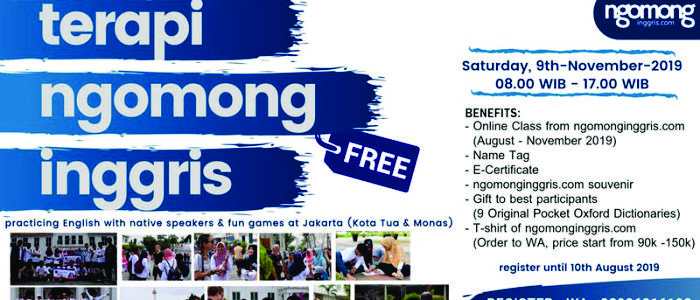 terapi
ngomong
inggris
FREE
practicing English with native speakers & fun games at Jakarta (Kota Tua & Monas)
ngomong
inggris.com
Saturday, 9th-November-2019
08.00 WIB - 17.00 WIB
BENEFITS:
- Online Class from ngomonginggris.com
(August - November 2019)
- Name Tag
- E-Certificate
- ngomonginggris.com souvenir
- Gift to best participants
(9 Original Pocket Oxford Dictionaries)
- T-shirt of ngomonginggris.com
(Order to WA, price start from 90k -150k)
register until 10th August 2019